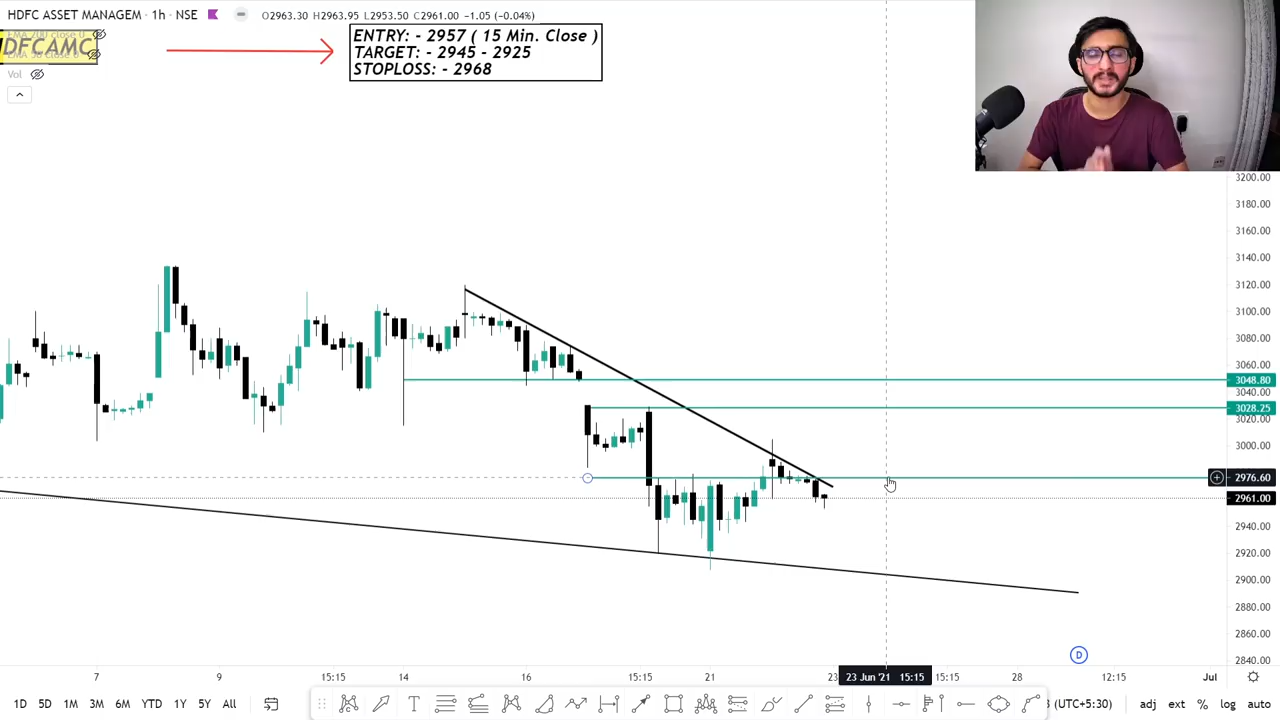 HDFC ASSET MANAGEM · 1h · NSE
O2963.30 H2963.95 L2953.50 C2961.00 -1.05 (-0.04%)
DFCAMC
ENTRY: - 2957 ( 15 Min. Close )
TARGET: - 2945 - 2925
STOPLOSS: - 2968
Vol
3200.00
3180.00
3160.00
3140.00
3120.00
3100.00
3080.00
3060.00
3048.80
3040.00
3028.25
3020.00
3000.00
2976.60
2961.00
2940.00
2920.00
2900.00
2880.00
2860.00
2840.00
D
7 9 15:15 14 16 15:15 21 23 23 Jun '21 15:15 15:15 28 12:15 Jul
1D 5D 1M 3M 6M YTD 1Y 5Y All
T
(UTC+5:30) adj ext % log auto